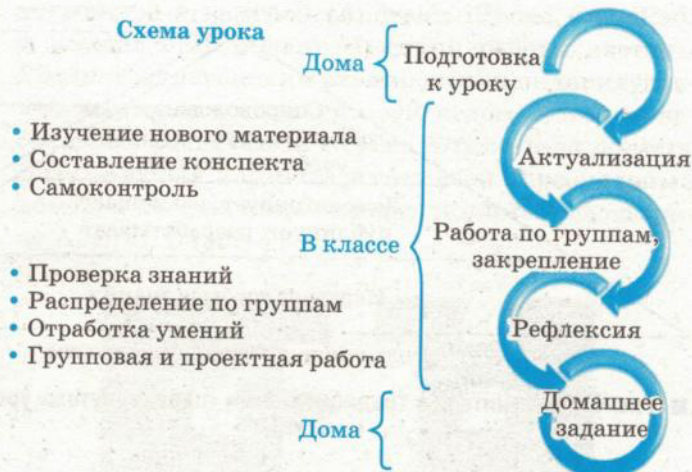 Схема урока
Дома
Подготовка
к уроку
• Изучение нового материала
• Составление конспекта
• Самоконтроль
Актуализация
В классе
Работа по группам,
закрепление
• Проверка знаний
• Распределение по группам
• Отработка умений
• Групповая и проектная работа
Рефлексия
Дома
Домашнее
задание